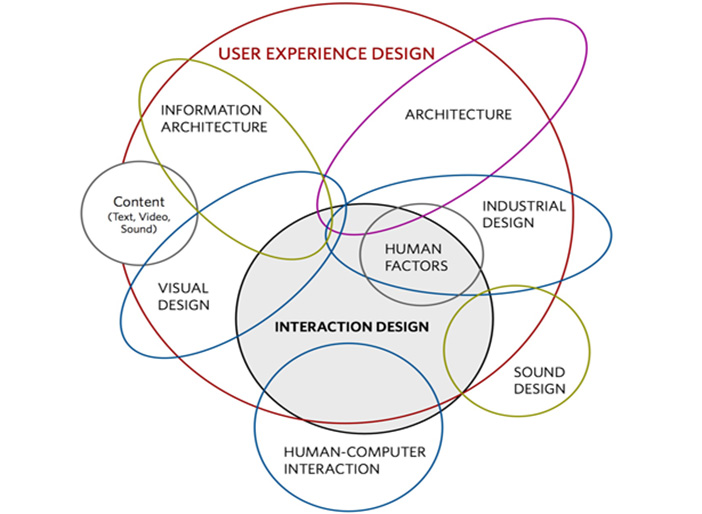 USER EXPERIENCE DESIGN
INFORMATION
ARCHITECTURE
ARCHITECTURE
Content
(Text, Video,
Sound)
INDUSTRIAL
DESIGN
HUMAN
FACTORS
VISUAL
DESIGN
INTERACTION DESIGN
SOUND
DESIGN
HUMAN-COMPUTER
INTERACTION